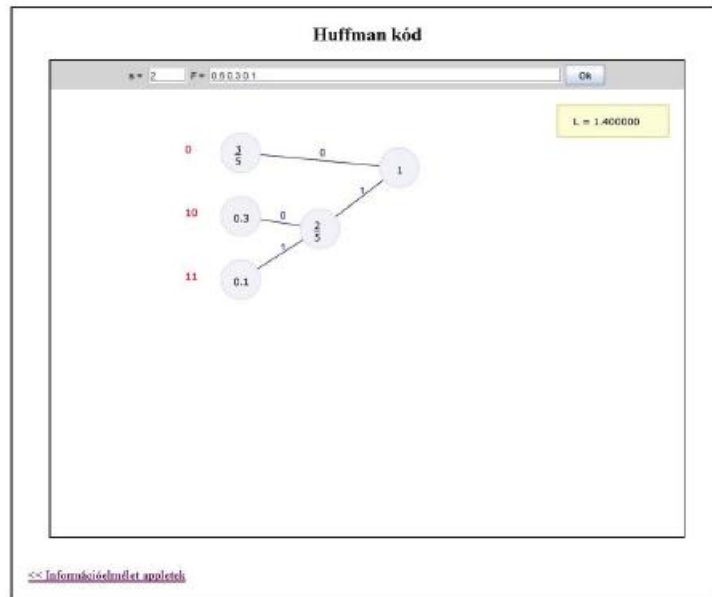 Huffman kód
s = 2 P = 0.6 0.3 0.1 Ok
L = 1.400000
0 3/5 0 1
1
10 0.3 0 2/5
1
11 0.1
<< Információelmélet appletek